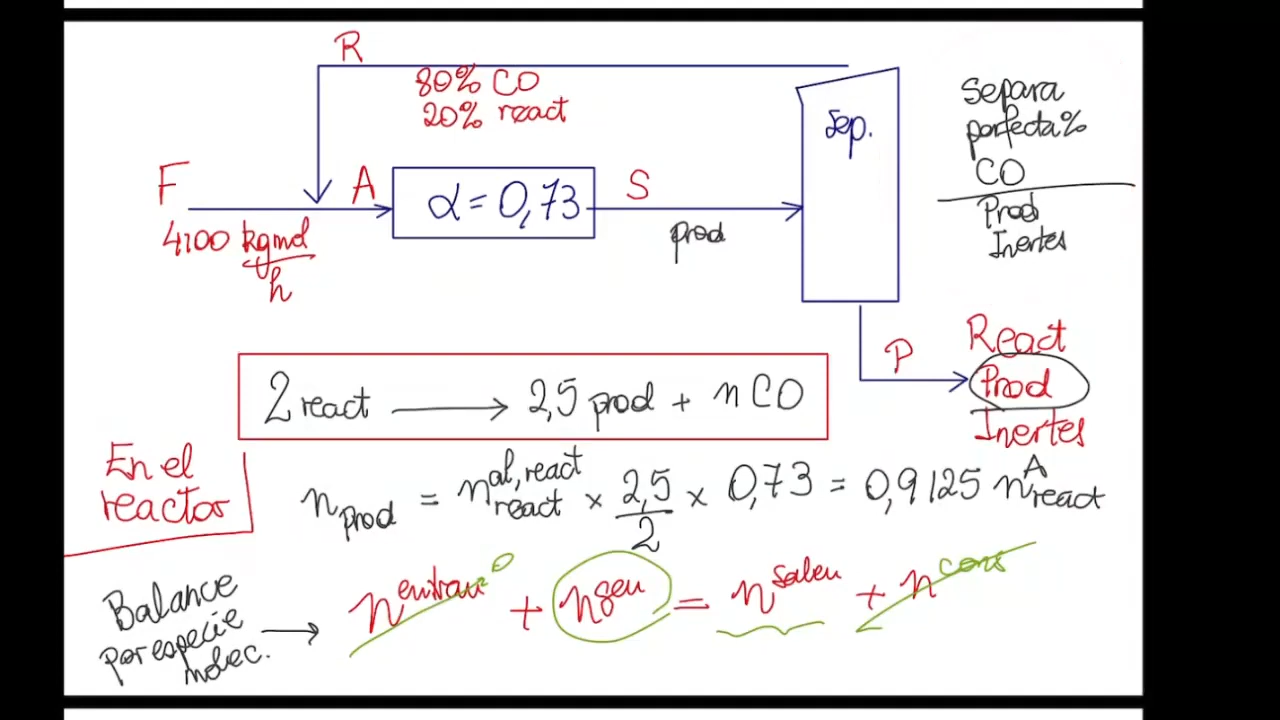 R
80% CO
20% react
F
A
α = 0,73
S
prod
Sep.
Separa
perfecta%
CO
Prod
Inertes
4100 kgmol
h
P
React
Prod
Inertes
2 react → 2,5 prod + n CO
En el
reactor
n prod = n react al, react × 2,5/2 × 0,73 = 0,9125 n react A
Balance
por especie
molec. →
n entran 0 + n gen = n salen + n cons